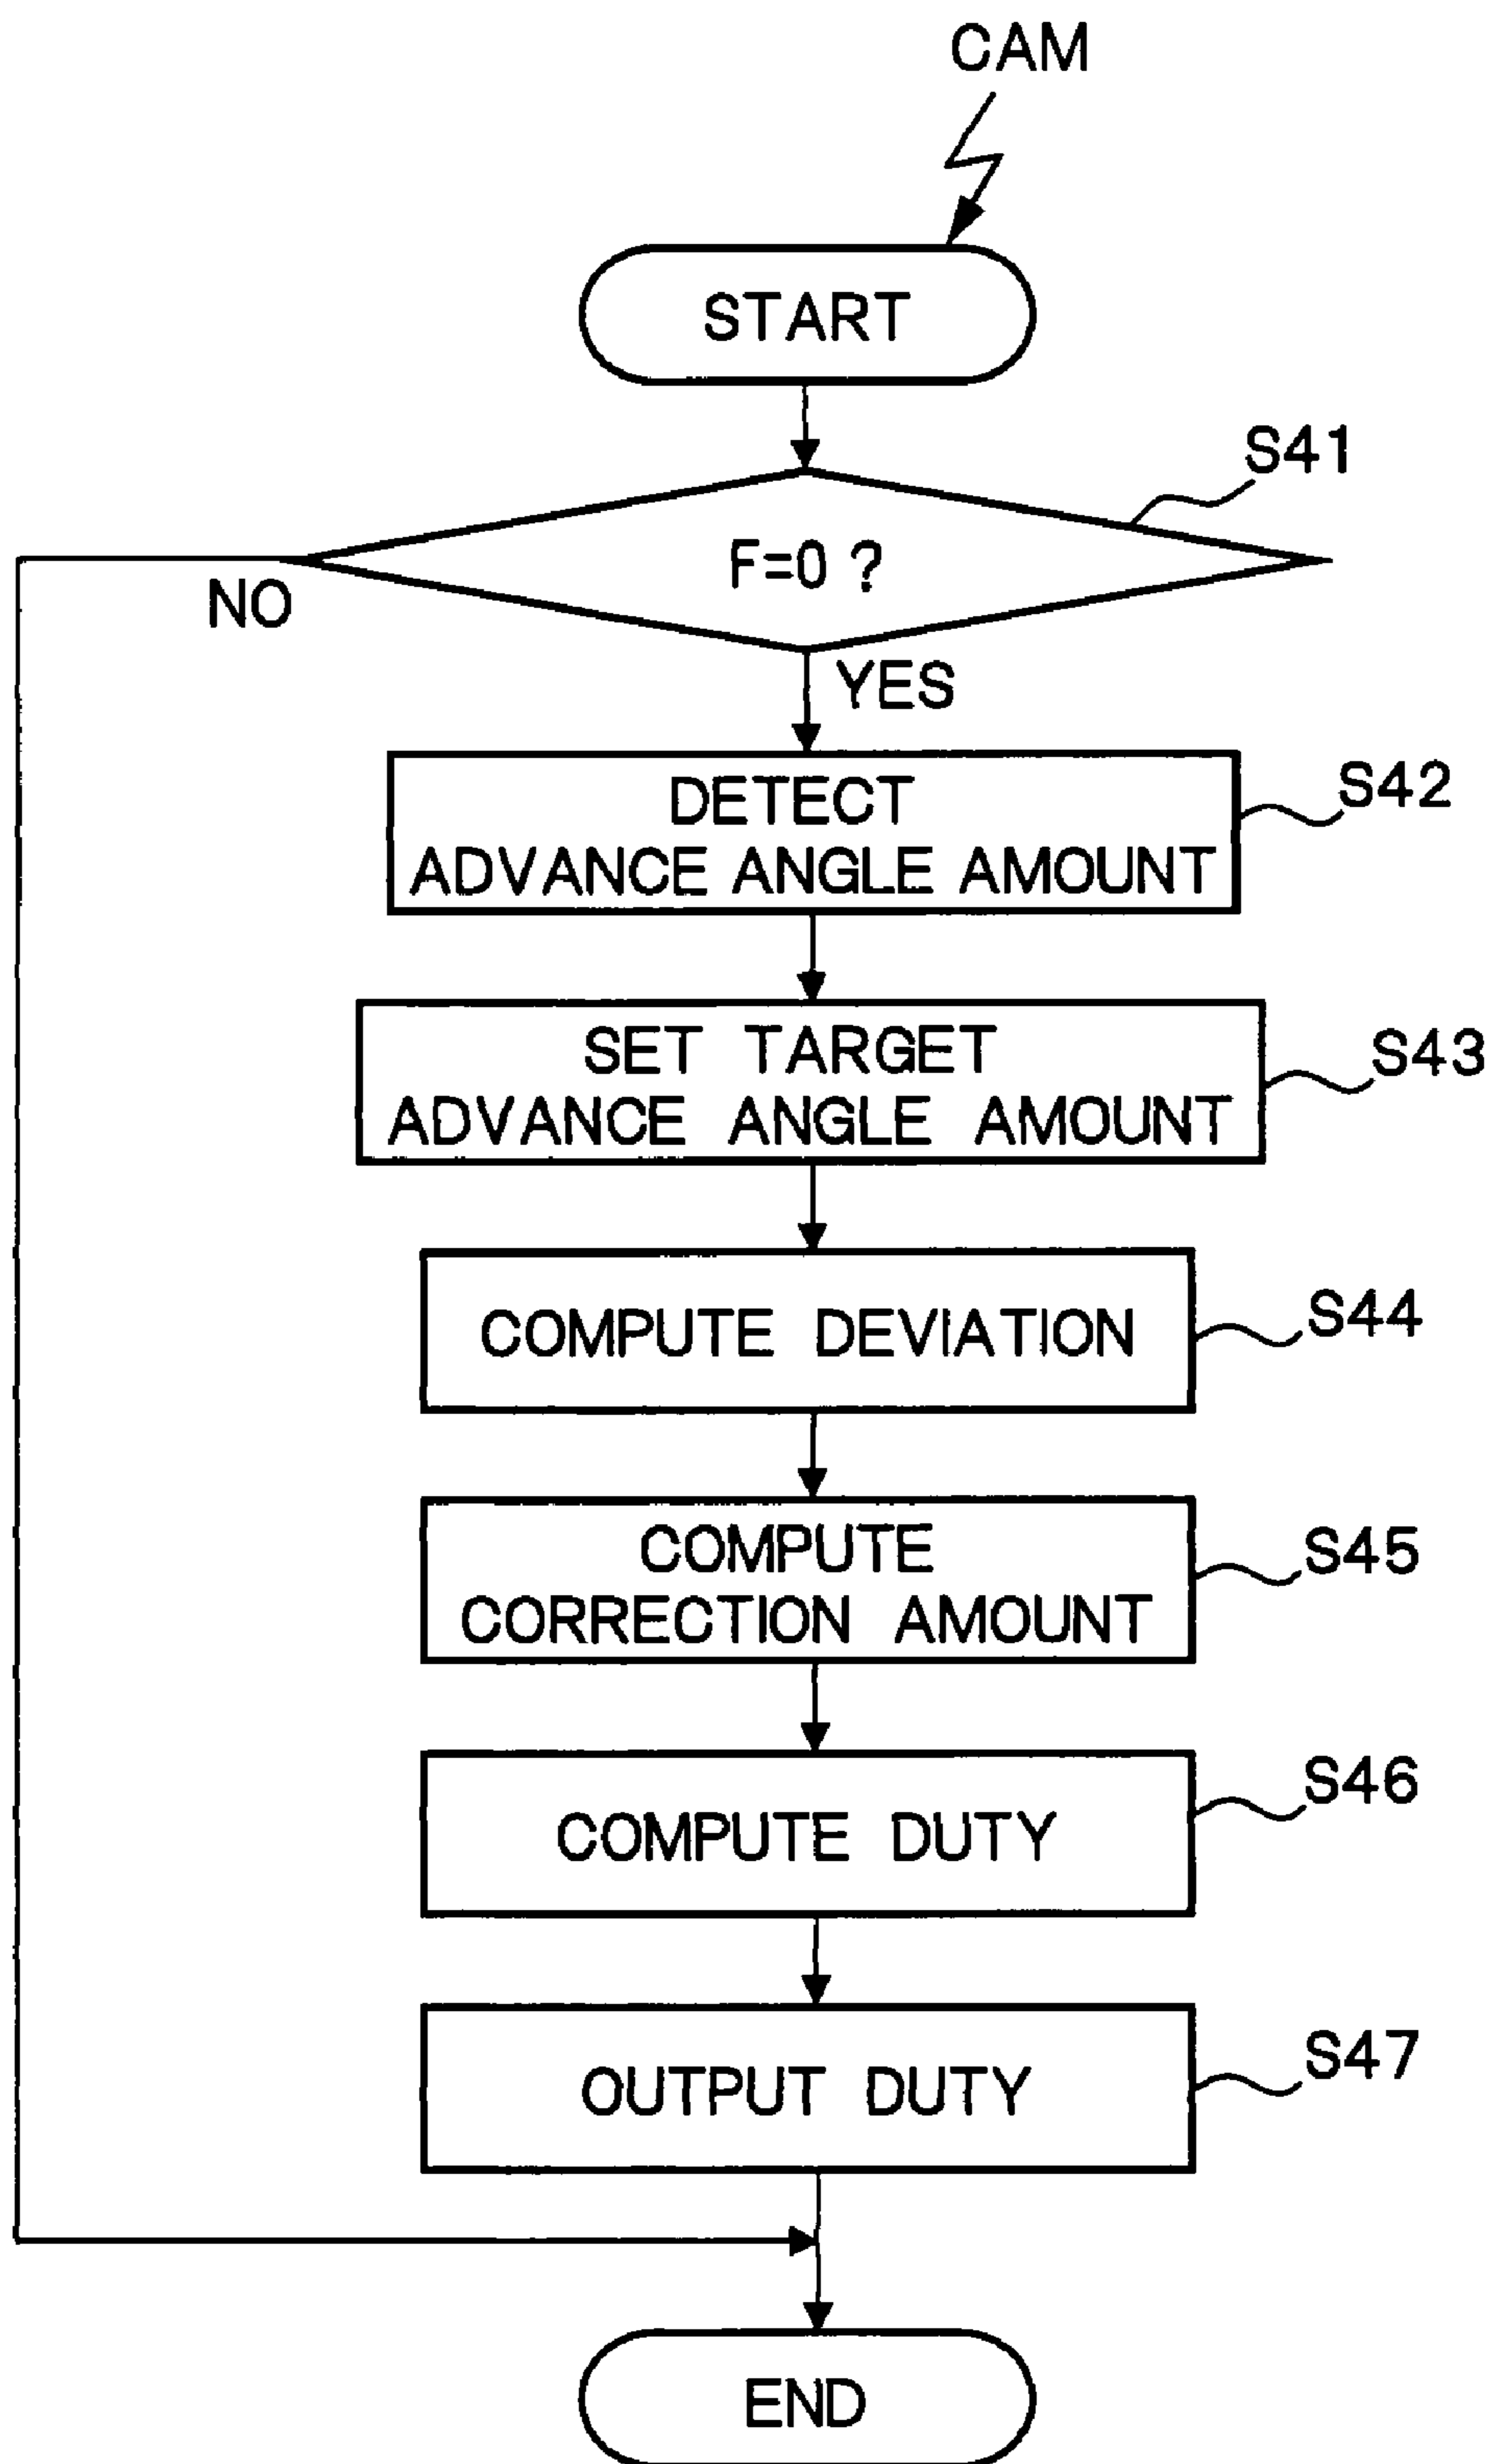 CAM
START
S41
F=0 ?
NO
YES
DETECT
ADVANCE ANGLE AMOUNT
S42
SET TARGET
ADVANCE ANGLE AMOUNT
S43
COMPUTE DEVIATION
S44
COMPUTE
CORRECTION AMOUNT
S45
COMPUTE DUTY
S46
OUTPUT DUTY
S47
END